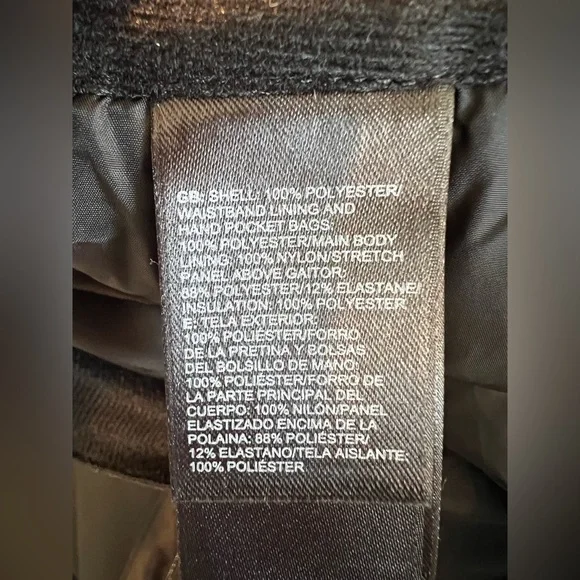 GB: SHELL: 100% POLYESTER/
WAISTBAND LINING AND
HAND POCKET BAGS:
100% POLYESTER/MAIN BODY
LINING: 100% NYLON/STRETCH
PANEL ABOVE GAITOR:
88% POLYESTER/12% ELASTANE/
INSULATION: 100% POLYESTER
E: TELA EXTERIOR:
100% POLIÉSTER/FORRO
DE LA PRETINA Y BOLSAS
DEL BOLSILLO DE MANO:
100% POLIÉSTER/FORRO DE
LA PARTE PRINCIPAL DEL
CUERPO: 100% NILÓN/PANEL
ELASTIZADO ENCIMA DE LA
POLAINA: 88% POLIÉSTER/
12% ELASTANO/TELA AISLANTE:
100% POLIÉSTER